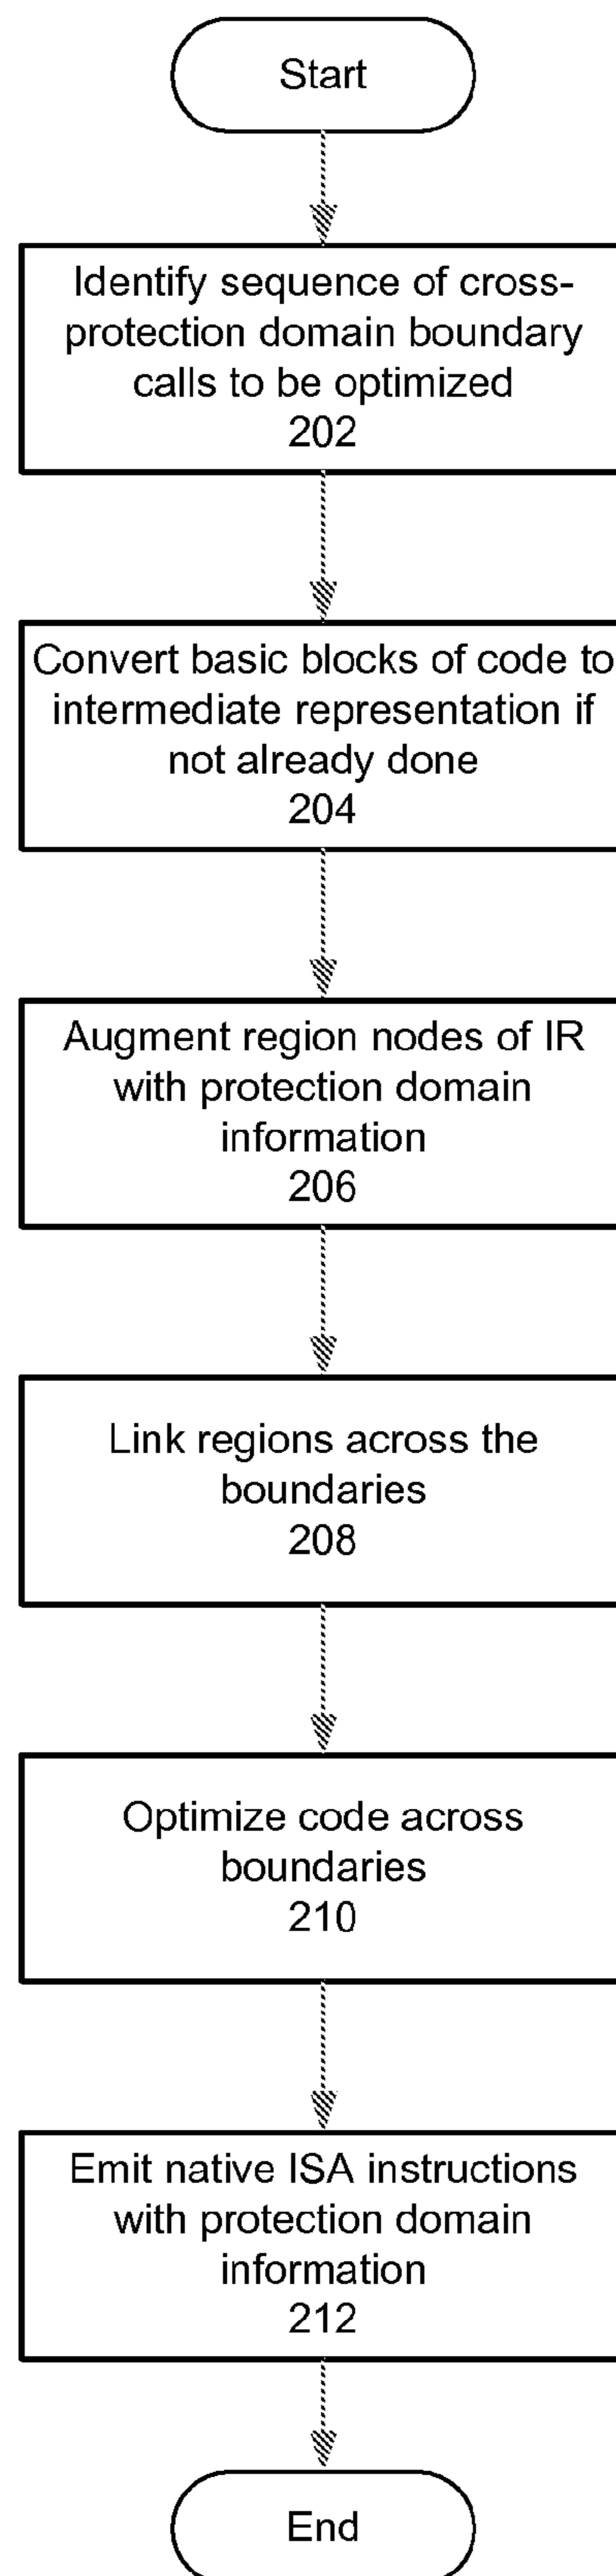 Start
Identify sequence of cross-
protection domain boundary
calls to be optimized
202
Convert basic blocks of code to
intermediate representation if
not already done
204
Augment region nodes of IR
with protection domain
information
206
Link regions across the
boundaries
208
Optimize code across
boundaries
210
Emit native ISA instructions
with protection domain
information
212
End